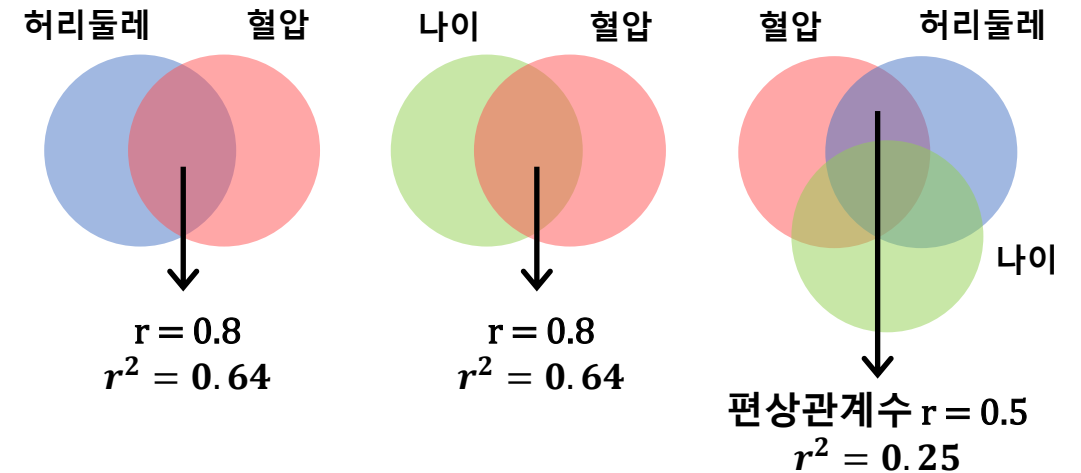 허리둘레 혈압
r = 0.8
r² = 0.64
나이 혈압
r = 0.8
r² = 0.64
혈압 허리둘레
나이
편상관계수 r = 0.5
r² = 0.25